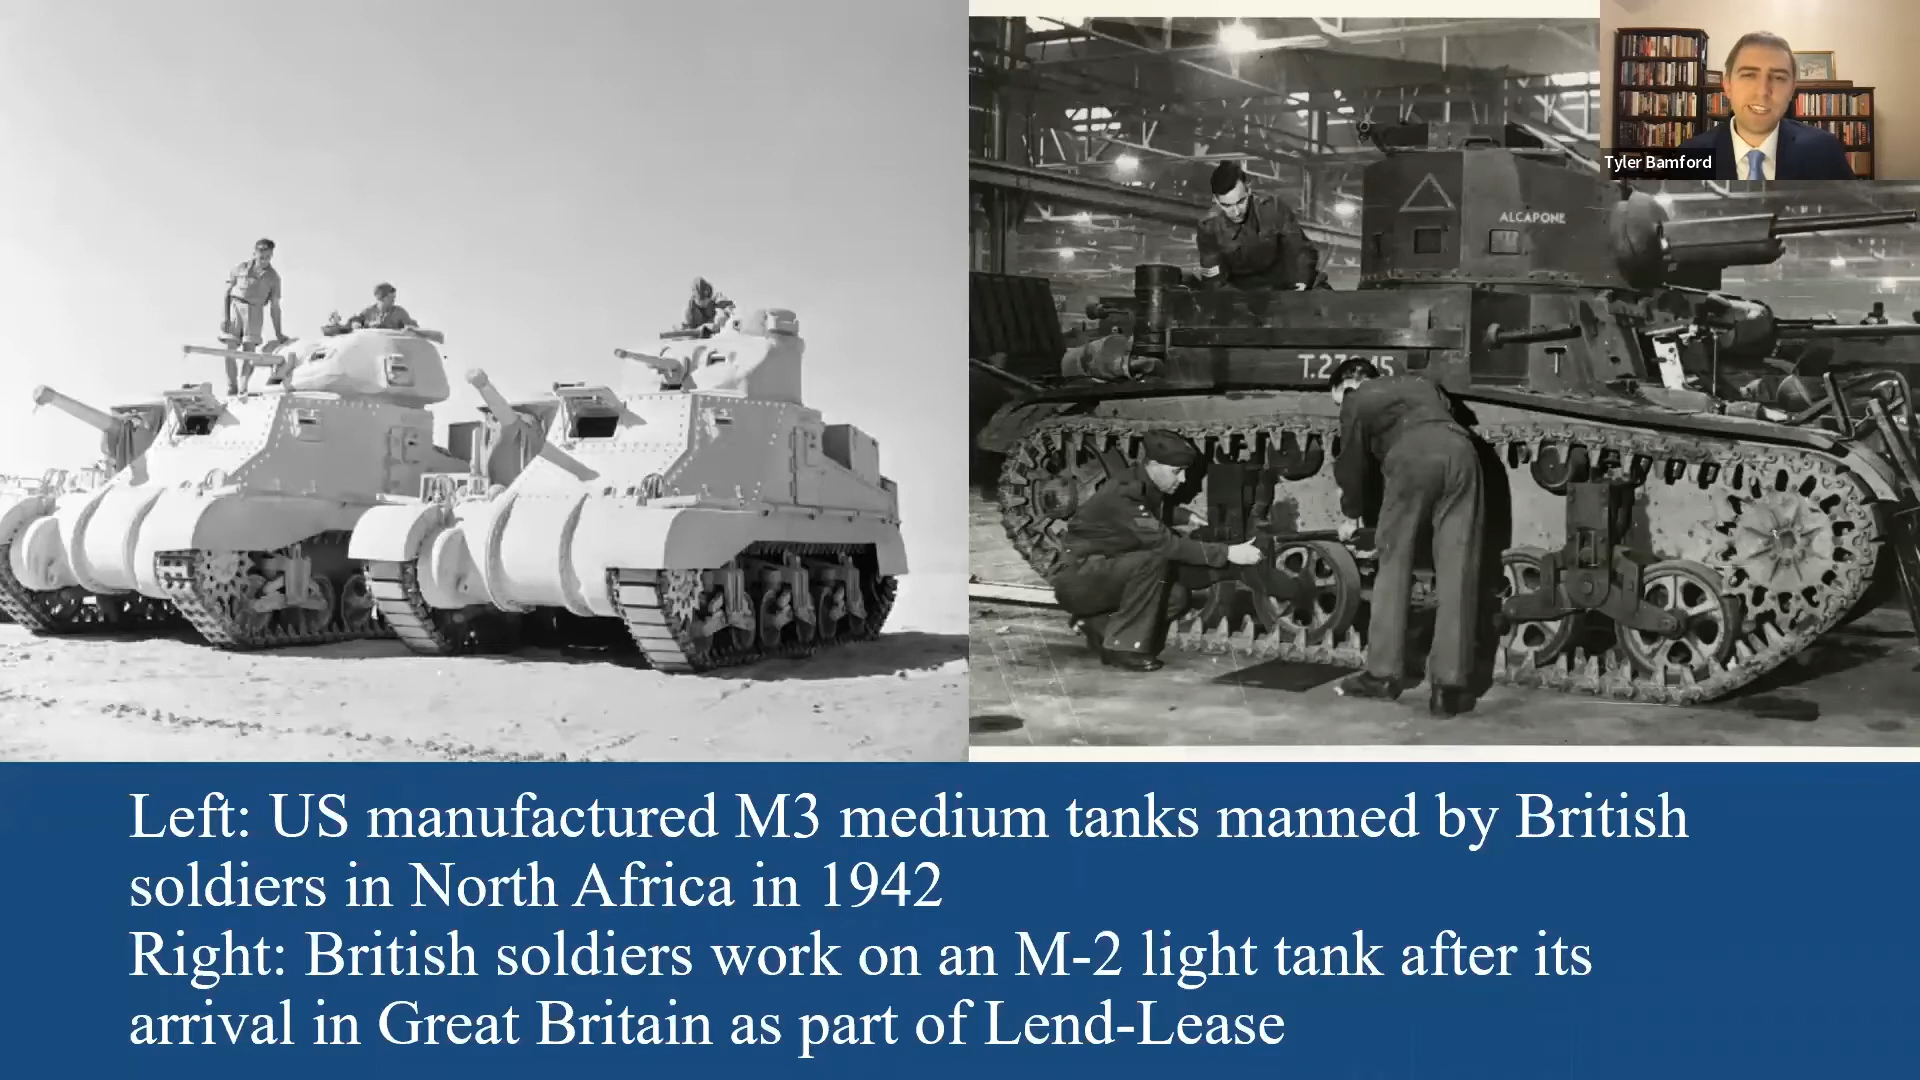 Tyler Bamford
ALCAPONE
T
Left: US manufactured M3 medium tanks manned by British
soldiers in North Africa in 1942
Right: British soldiers work on an M-2 light tank after its
arrival in Great Britain as part of Lend-Lease